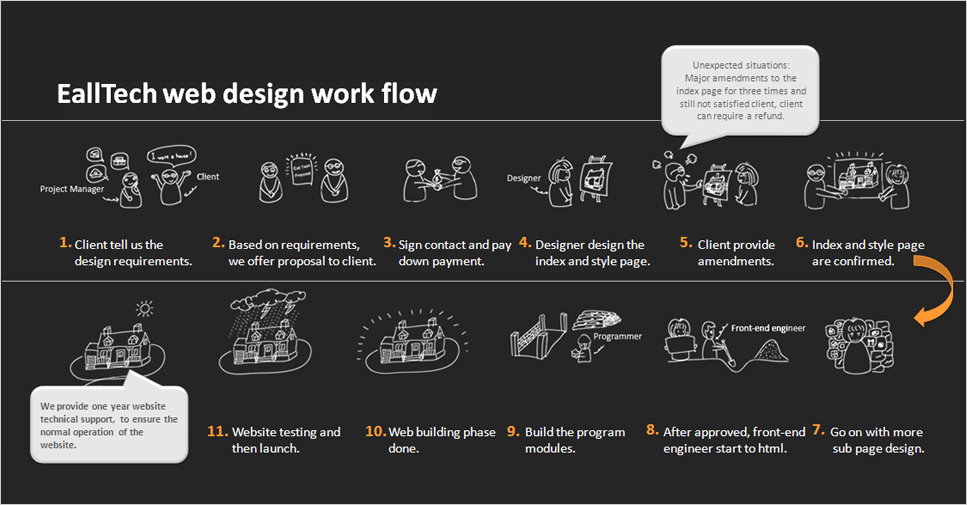 EallTech web design work flow
Unexpected situations:
Major amendments to the
index page for three times and
still not satisfied client, client
can require a refund.
Project Manager
I want a house!
Client
Designer
1. Client tell us the
design requirements.
2. Based on requirements,
we offer proposal to client.
3. Sign contact and pay
down payment.
4. Designer design the
index and style page.
5. Client provide
amendments.
6. Index and style page
are confirmed.
Programmer
Front-end engineer
We provide one year website
technical support, to ensure the
normal operation of the
website.
11. Website testing and
then launch.
10. Web building phase
done.
9. Build the program
modules.
8. After approved, front-end
engineer start to html.
7. Go on with more
sub page design.